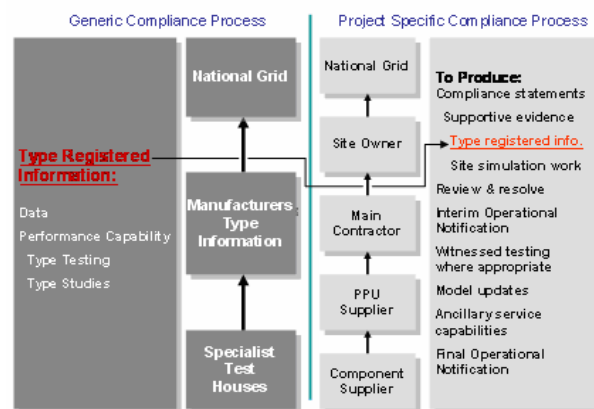 Generic Compliance Process
Type Registered
Information:
Data
Performance Capability
Type Testing
Type Studies
National Grid
Manufacturers
Type
Information
Specialist
Test
Houses
Project Specific Compliance Process
National Grid
Site Owner
Main
Contractor
PPU
Supplier
Component
Supplier
To Produce:
Compliance statements
Supportive evidence
Type registered info.
Site simulation work
Review & resolve
Interim Operational
Notification
Witnessed testing
where appropriate
Model updates
Ancillary service
capabilities
Final Operational
Notification